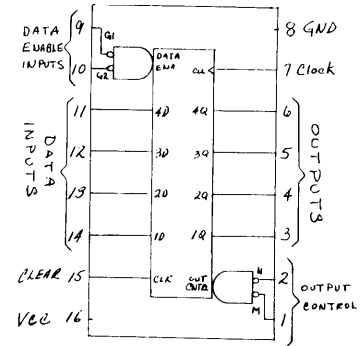 DATA
ENABLE
INPUTS
9
10
G1
G2
DATA
ENA
CLK
8 GND
7 Clock
DATA
INPUTS
11 4D 4Q 6
12 3D 3Q 5
13 2D 2Q 4
14 1D 1Q 3
OUTPUTS
CLEAR 15 CLR
OUT
CNTRL
N
M
2
1
OUTPUT
CONTROL
VCC 16